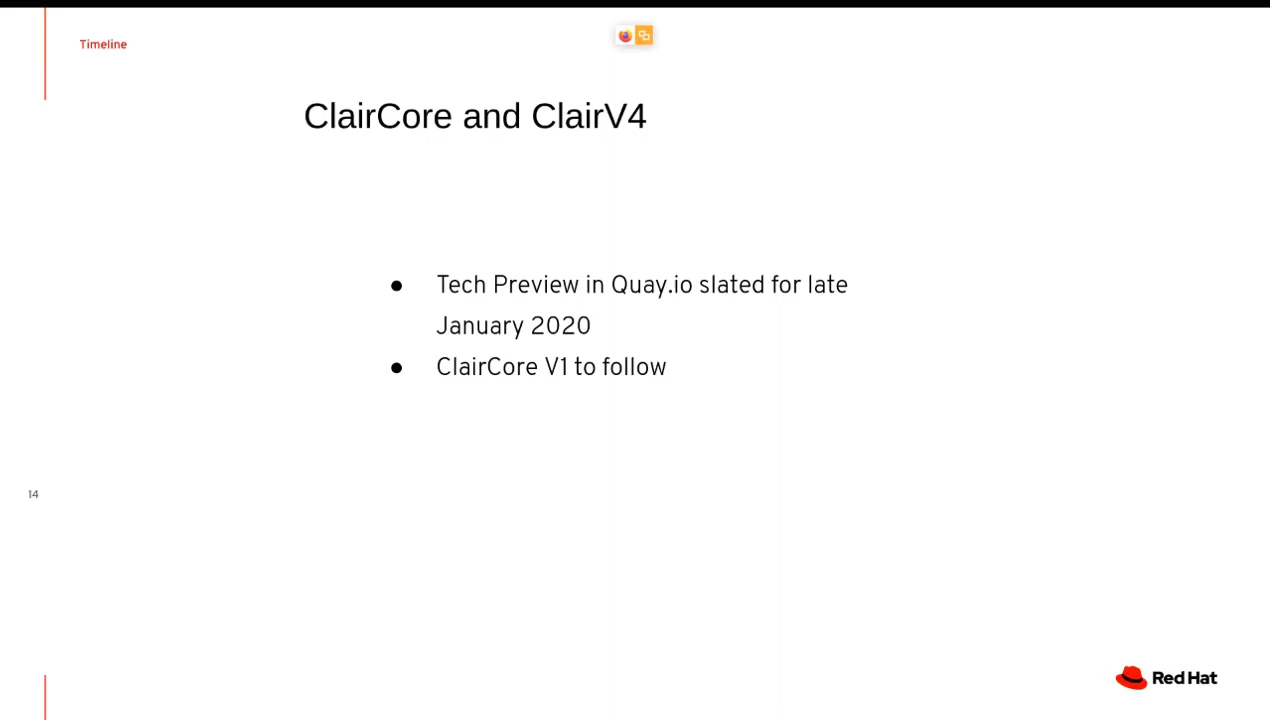 Timeline
ClairCore and ClairV4
● Tech Preview in Quay.io slated for late
January 2020
● ClairCore V1 to follow
14
Red Hat